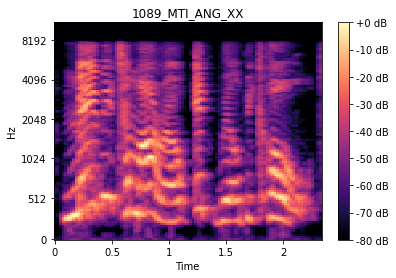 1089_MTI_ANG_XX
+0 dB
8192
-10 dB
4096
-20 dB
-30 dB
2048
Hz
-40 dB
1024
-50 dB
512
-60 dB
-70 dB
0
-80 dB
0 0.5 1 1.5 2
Time